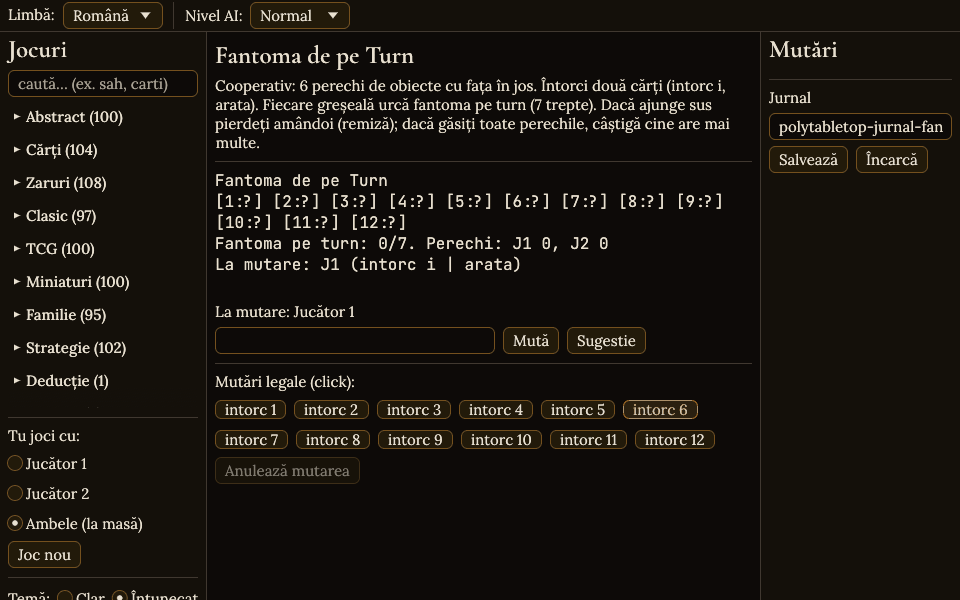 Limbă: Română ▼ Nivel AI: Normal ▼
Jocuri
caută... (ex. sah, carti)
▸ Abstract (100)
▸ Cărți (104)
▸ Zaruri (108)
▸ Clasic (97)
▸ TCG (100)
▸ Miniaturi (100)
▸ Familie (95)
▸ Strategie (102)
▸ Deducție (1)
Tu joci cu:
Jucător 1
Jucător 2
Ambele (la masă)
Joc nou
Temă: Clar Întunecat
Fantoma de pe Turn
Cooperativ: 6 perechi de obiecte cu fața în jos. Întorci două cărți (intorc i,
arata). Fiecare greșeală urcă fantoma pe turn (7 trepte). Dacă ajunge sus
pierdeți amândoi (remiză); dacă găsiți toate perechile, câștigă cine are mai
multe.
Fantoma de pe Turn
[1:?] [2:?] [3:?] [4:?] [5:?] [6:?] [7:?] [8:?] [9:?]
[10:?] [11:?] [12:?]
Fantoma pe turn: 0/7. Perechi: J1 0, J2 0
La mutare: J1 (intorc i | arata)
La mutare: Jucător 1
Mută Sugestie
Mutări legale (click):
intorc 1 intorc 2 intorc 3 intorc 4 intorc 5 intorc 6
intorc 7 intorc 8 intorc 9 intorc 10 intorc 11 intorc 12
Anulează mutarea
Mutări
Jurnal
polytabletop-jurnal-fan
Salvează Încarcă